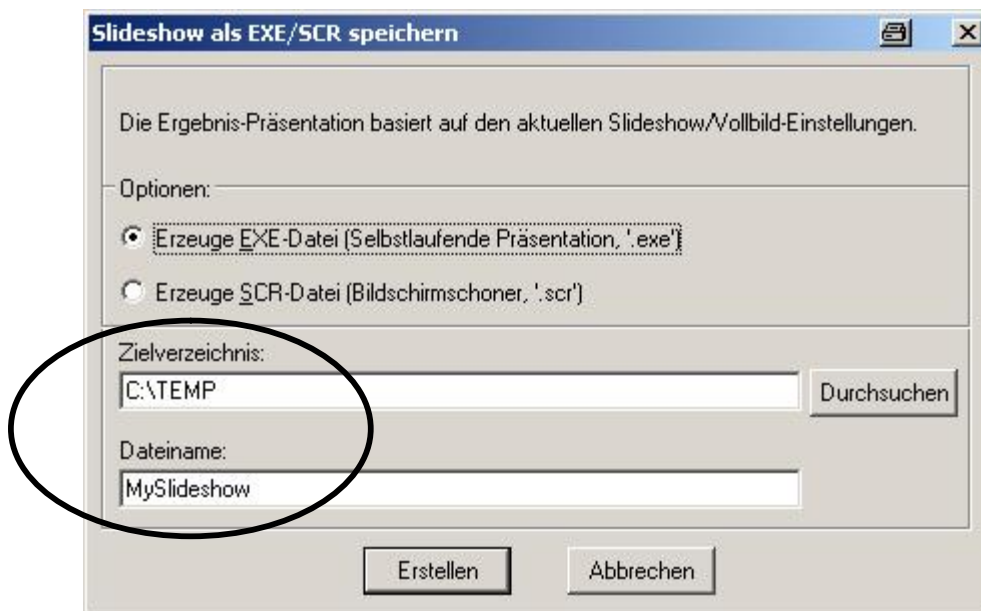 Slideshow als EXE/SCR speichern
Die Ergebnis-Präsentation basiert auf den aktuellen Slideshow/Vollbild-Einstellungen.
Optionen:
Erzeuge EXE-Datei (Selbstlaufende Präsentation, '.exe')
Erzeuge SCR-Datei (Bildschirmschoner, '.scr')
Zielverzeichnis:
C:\TEMP
Durchsuchen
Dateiname:
MySlideshow
Erstellen
Abbrechen